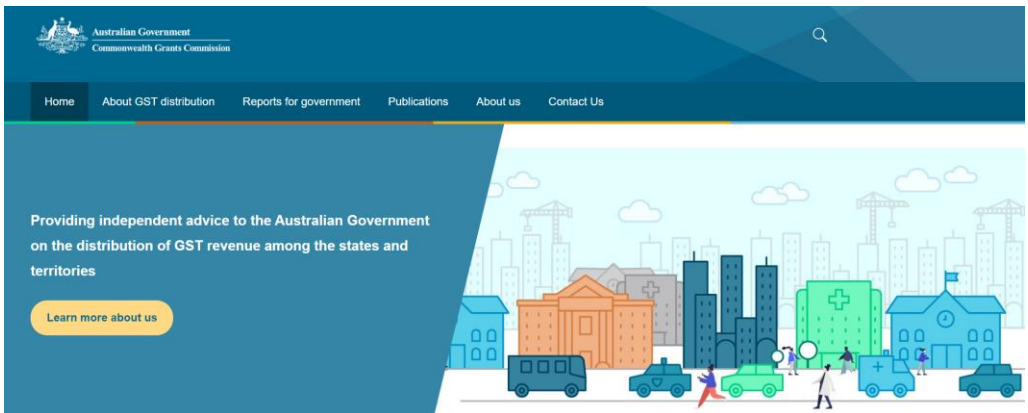 Australian Government
Commonwealth Grants Commission
Home About GST distribution Reports for government Publications About us Contact Us
Providing independent advice to the Australian Government
on the distribution of GST revenue among the states and
territories
Learn more about us